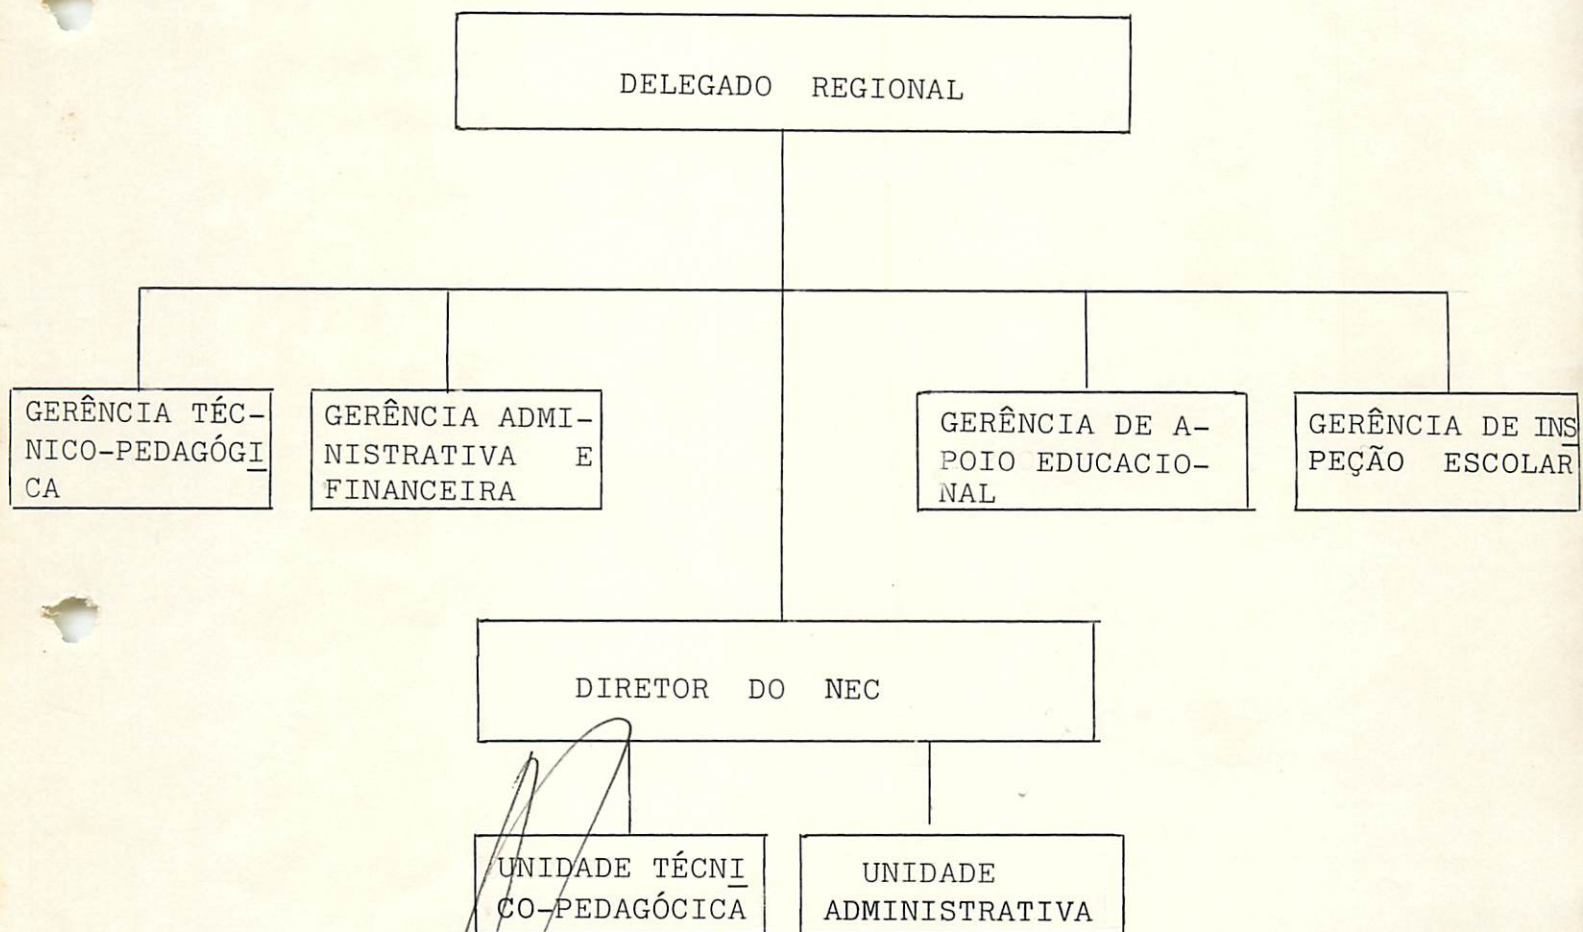 DELEGADO REGIONAL
GERÊNCIA TÉC-
NICO-PEDAGÓGI
CA
GERÊNCIA ADMI-
NISTRATIVA E
FINANCEIRA
GERÊNCIA DE A-
POIO EDUCACIO-
NAL
GERÊNCIA DE INS
PEÇÃO ESCOLAR
DIRETOR DO NEC
UNIDADE TÉCNI
CO-PEDAGÓCICA
UNIDADE
ADMINISTRATIVA